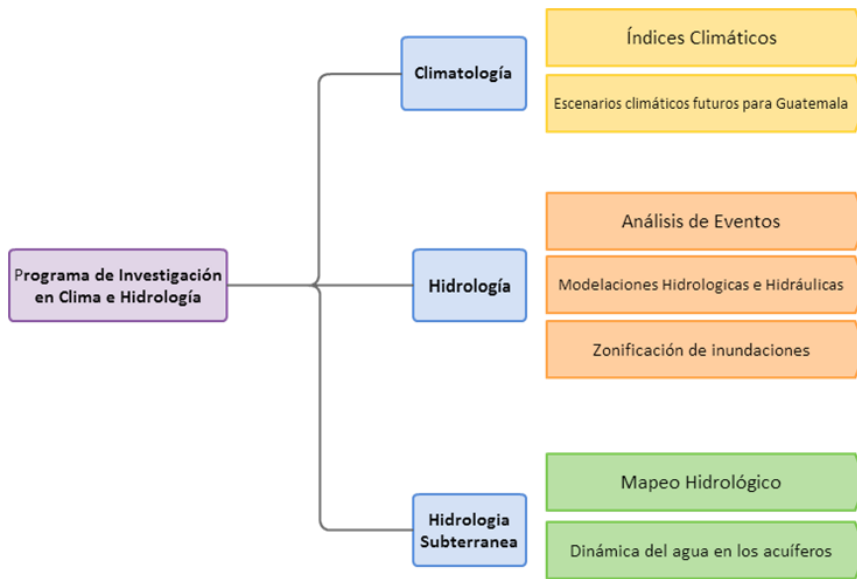 Índices Climáticos
Climatología
Escenarios climáticos futuros para Guatemala
Análisis de Eventos
Programa de Investigación
en Clima e Hidrología
Hidrología
Modelaciones Hidrologicas e Hidráulicas
Zonificación de inundaciones
Mapeo Hidrológico
Hidrologia
Subterranea
Dinámica del agua en los acuíferos